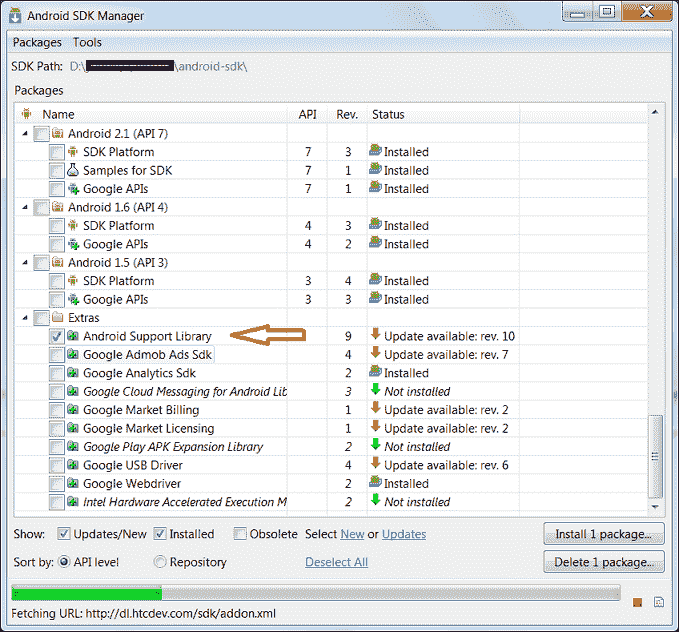 Android SDK Manager
Packages Tools
SDK Path: D:\ \android-sdk\
Packages
Name API Rev. Status
Android 2.1 (API 7)
SDK Platform 7 3 Installed
Samples for SDK 7 1 Installed
Google APIs 7 1 Installed
Android 1.6 (API 4)
SDK Platform 4 3 Installed
Google APIs 4 2 Installed
Android 1.5 (API 3)
SDK Platform 3 4 Installed
Google APIs 3 3 Installed
Extras
Android Support Library 9 Update available: rev. 10
Google Admob Ads Sdk 4 Update available: rev. 7
Google Analytics Sdk 2 Installed
Google Cloud Messaging for Android Lib 3 Not installed
Google Market Billing 1 Update available: rev. 2
Google Market Licensing 1 Update available: rev. 2
Google Play APK Expansion Library 2 Not installed
Google USB Driver 4 Update available: rev. 6
Google Webdriver 2 Installed
Intel Hardware Accelerated Execution M 2 Not installed
Show: Updates/New Installed Obsolete Select New or Updates Install 1 package...
Sort by: API level Repository Deselect All Delete 1 package...
Fetching URL: http://dl.htcdev.com/sdk/addon.xml